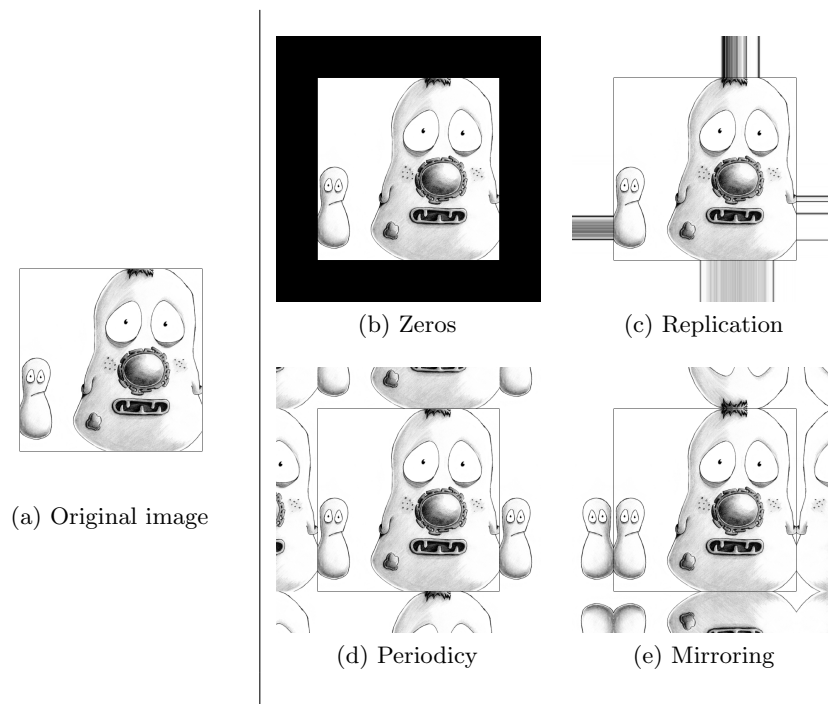 (a) Original image
(b) Zeros
(c) Replication
(d) Periodicy
(e) Mirroring